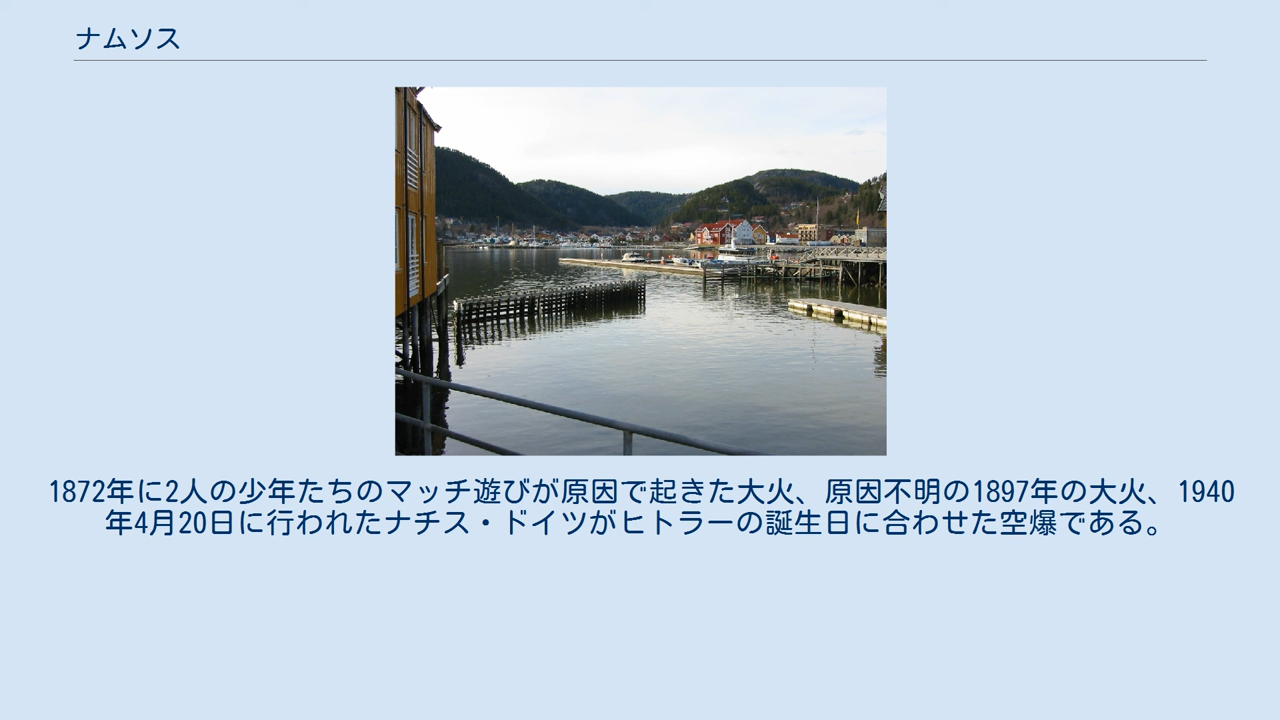 ナムソス
1872年に2人の少年たちのマッチ遊びが原因で起きた大火、原因不明の1897年の大火、1940
年4月20日に行われたナチス・ドイツがヒトラーの誕生日に合わせた空爆である。